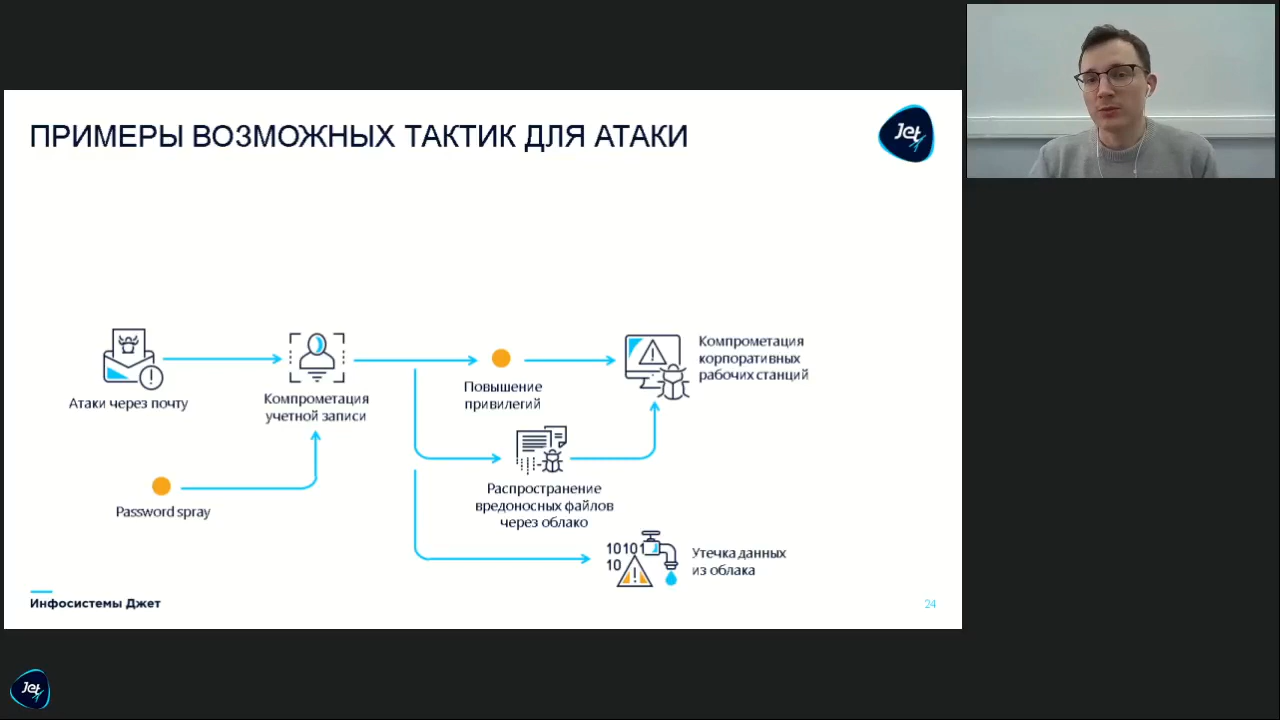 ПРИМЕРЫ ВОЗМОЖНЫХ ТАКТИК ДЛЯ АТАКИ
Jet
Компрометация
корпоративных
рабочих станций
Атаки через почту
Компрометация
учетной записи
Повышение
привилегий
Password spray
Распространение
вредоносных файлов
через облако
10101
10
Утечка данных
из облака
Инфосистемы Джет
24
Jet